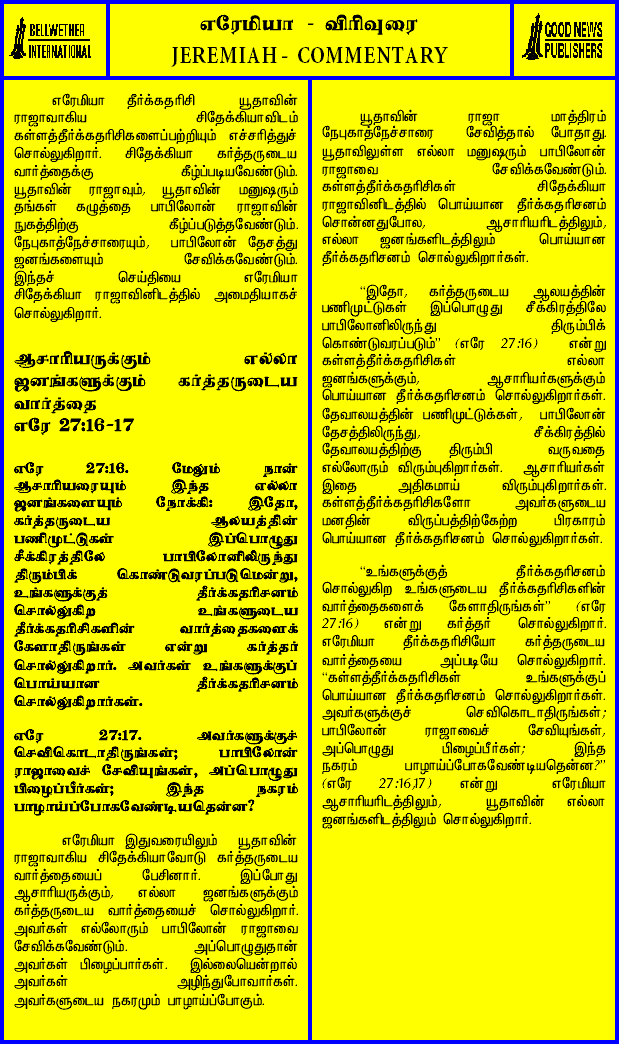 BELLWETHER
INTERNATIONAL
எரேமியா - விரிவுரை
JEREMIAH - COMMENTARY
GOOD NEWS
PUBLISHERS
எரேமியா தீர்க்கதரிசி யூதாவின்
ராஜாவாகிய சிதேக்கியாவிடம்
கள்ளத்தீர்க்கதரிசிகளைப்பற்றியும் எச்சரித்துச்
சொல்லுகிறார். சிதேக்கியா கர்த்தருடைய
வார்த்தைக்கு கீழ்ப்படியவேண்டும்.
யூதாவின் ராஜாவும், யூதாவின் மனுஷரும்
தங்கள் கழுத்தை பாபிலோன் ராஜாவின்
நுகத்திற்கு கீழ்ப்படுத்தவேண்டும்.
நேபுகாத்நேச்சாரையும், பாபிலோன் தேசத்து
ஜனங்களையும் சேவிக்கவேண்டும்.
இந்தச் செய்தியை எரேமியா
சிதேக்கியா ராஜாவினிடத்தில் அமைதியாகச்
சொல்லுகிறார்.
ஆசாரியருக்கும் எல்லா
ஜனங்களுக்கும் கர்த்தருடைய
வார்த்தை
எரே 27:16-17
எரே 27:16. மேலும் நான்
ஆசாரியரையும் இந்த எல்லா
ஜனங்களையும் நோக்கி: இதோ,
கர்த்தருடைய ஆலயத்தின்
பணிமுட்டுகள் இப்பொழுது
சீக்கிரத்திலே பாபிலோனிலிருந்து
திரும்பிக் கொண்டுவரப்படுமென்று,
உங்களுக்குத் தீர்க்கதரிசனம்
சொல்லுகிற உங்களுடைய
தீர்க்கதரிசிகளின் வார்த்தைகளைக்
கேளாதிருங்கள் என்று கர்த்தர்
சொல்லுகிறார். அவர்கள் உங்களுக்குப்
பொய்யான தீர்க்கதரிசனம்
சொல்லுகிறார்கள்.
எரே 27:17. அவர்களுக்குச்
செவிகொடாதிருங்கள்; பாபிலோன்
ராஜாவைச் சேவியுங்கள், அப்பொழுது
பிழைப்பீர்கள்; இந்த நகரம்
பாழாய்ப்போகவேண்டியதென்ன?
எரேமியா இதுவரையிலும் யூதாவின்
ராஜாவாகிய சிதேக்கியாவோடு கர்த்தருடைய
வார்த்தையைப் பேசினார். இப்போது
ஆசாரியருக்கும், எல்லா ஜனங்களுக்கும்
கர்த்தருடைய வார்த்தையைச் சொல்லுகிறார்.
அவர்கள் எல்லோரும் பாபிலோன் ராஜாவை
சேவிக்கவேண்டும். அப்பொழுதுதான்
அவர்கள் பிழைப்பார்கள். இல்லையென்றால்
அவர்கள் அழிந்துபோவார்கள்.
அவர்களுடைய நகரமும் பாழாய்ப்போகும்.
யூதாவின் ராஜா மாத்திரம்
நேபுகாத்நேச்சாரை சேவித்தால் போதாது.
யூதாவிலுள்ள எல்லா மனுஷரும் பாபிலோன்
ராஜாவை சேவிக்கவேண்டும்.
கள்ளத்தீர்க்கதரிசிகள் சிதேக்கியா
ராஜாவினிடத்தில் பொய்யான தீர்க்கதரிசனம்
சொன்னதுபோல, ஆசாரியரிடத்திலும்,
எல்லா ஜனங்களிடத்திலும் பொய்யான
தீர்க்கதரிசனம் சொல்லுகிறார்கள்.
"இதோ, கர்த்தருடைய ஆலயத்தின்
பணிமுட்டுகள் இப்பொழுது சீக்கிரத்திலே
பாபிலோனிலிருந்து திரும்பிக்
கொண்டுவரப்படும்" (எரே 27:16) என்று
கள்ளத்தீர்க்கதரிசிகள் எல்லா
ஜனங்களுக்கும், ஆசாரியர்களுக்கும்
பொய்யான தீர்க்கதரிசனம் சொல்லுகிறார்கள்.
தேவாலயத்தின் பணிமுட்டுக்கள், பாபிலோன்
தேசத்திலிருந்து, சீக்கிரத்தில்
தேவாலயத்திற்கு திரும்பி வருவதை
எல்லோரும் விரும்புகிறார்கள். ஆசாரியர்கள்
இதை அதிகமாய் விரும்புகிறார்கள்.
கள்ளத்தீர்க்கதரிசிகளோ அவர்களுடைய
மனதின் விருப்பத்திற்கேற்ற பிரகாரம்
பொய்யான தீர்க்கதரிசனம் சொல்லுகிறார்கள்.
"உங்களுக்குத் தீர்க்கதரிசனம்
சொல்லுகிற உங்களுடைய தீர்க்கதரிசிகளின்
வார்த்தைகளைக் கேளாதிருங்கள்" (எரே
27:16) என்று கர்த்தர் சொல்லுகிறார்.
எரேமியா தீர்க்கதரிசியோ கர்த்தருடைய
வார்த்தையை அப்படியே சொல்லுகிறார்.
"கள்ளத்தீர்க்கதரிசிகள் உங்களுக்குப்
பொய்யான தீர்க்கதரிசனம் சொல்லுகிறார்கள்.
அவர்களுக்குச் செவிகொடாதிருங்கள்;
பாபிலோன் ராஜாவைச் சேவியுங்கள்,
அப்பொழுது பிழைப்பீர்கள்; இந்த
நகரம் பாழாய்ப்போகவேண்டியதென்ன?"
(எரே 27:16,17) என்று எரேமியா
ஆசாரியரிடத்திலும், யூதாவின் எல்லா
ஜனங்களிடத்திலும் சொல்லுகிறார்.